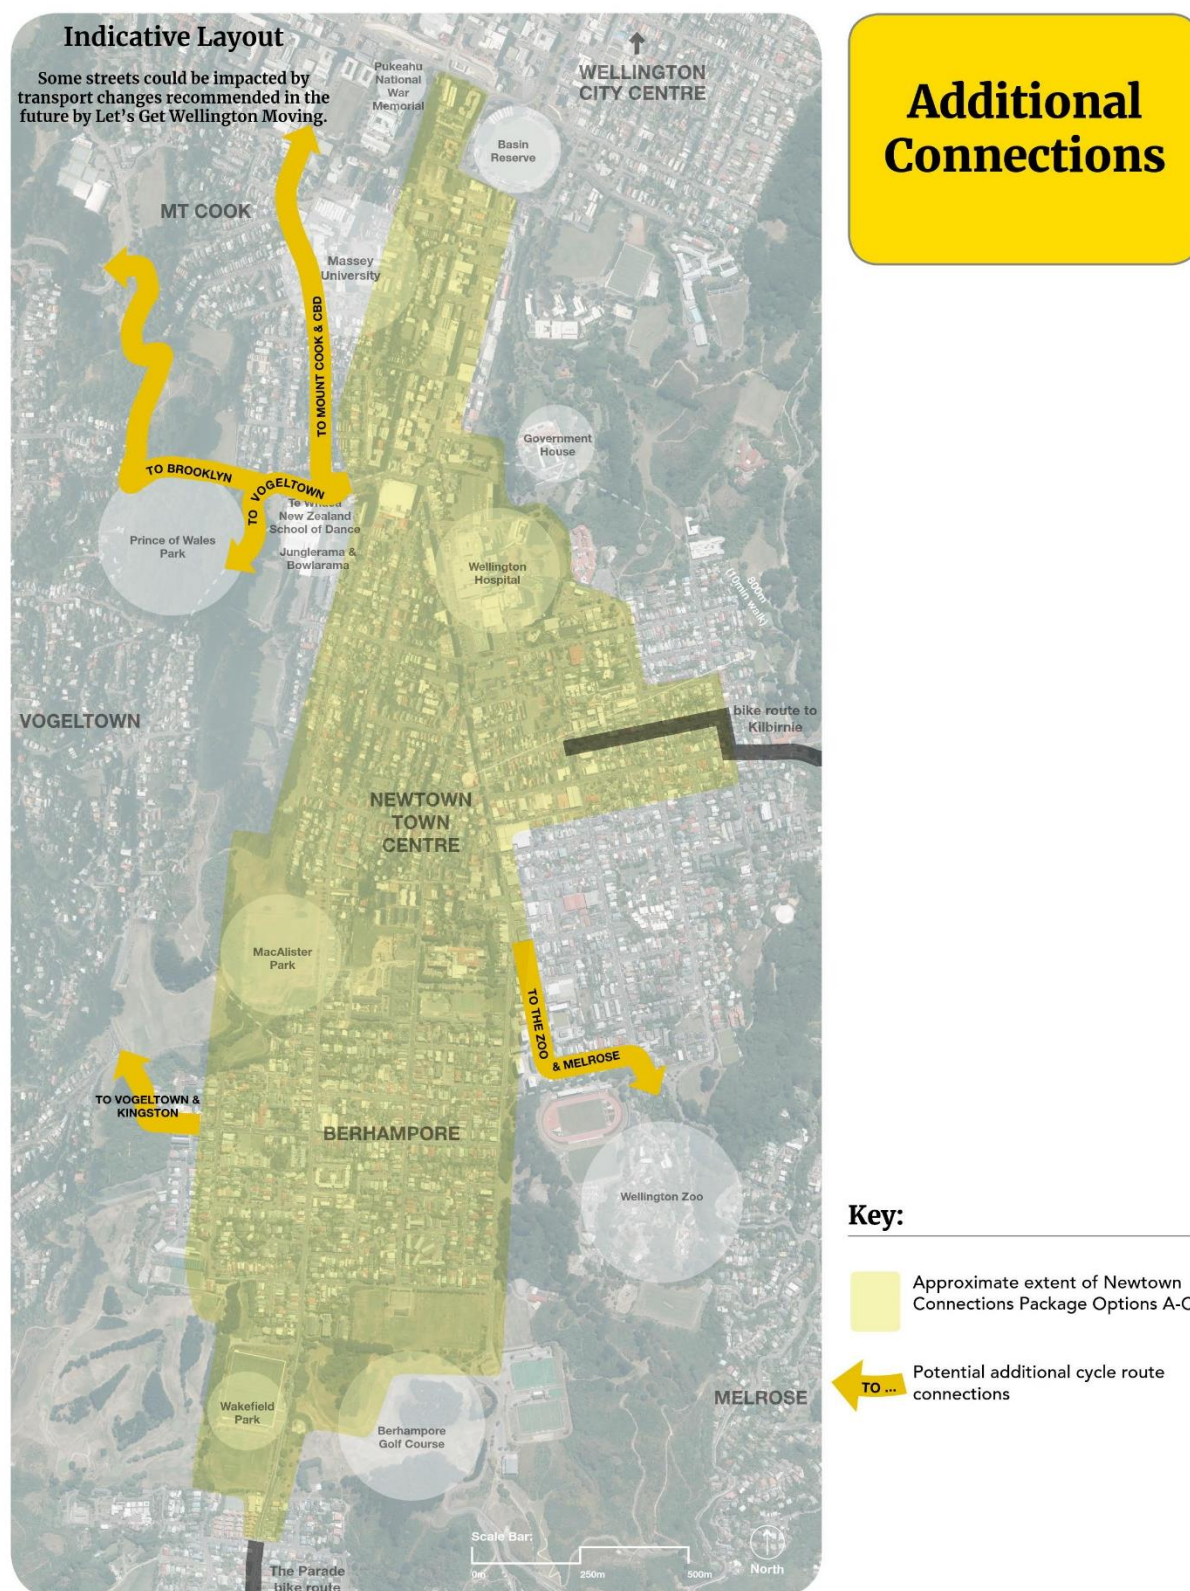 Indicative Layout
Some streets could be impacted by
transport changes recommended in the
future by Let's Get Wellington Moving.
Additional
Connections
Pukeahu
National
War
Memorial
WELLINGTON
CITY CENTRE
Basin
Reserve
MT COOK
Massey
University
TO MOUNT COOK & CBD
Government
House
TO BROOKLYN
TO VOGELTOWN
New Zealand
School of Dance
Junglerama &
Bowlarama
Prince of Wales
Park
Wellington
Hospital
800m
(10min walk)
VOGELTOWN
bike route to
Kilbirnie
NEWTOWN
TOWN
CENTRE
MacAlister
Park
TO THE ZOO
& MELROSE
TO VOGELTOWN &
KINGSTON
BERHAMPORE
Wellington Zoo
Key:
Approximate extent of Newtown
Connections Package Options A-C
TO ...
Potential additional cycle route
connections
MELROSE
Wakefield
Park
Berhampore
Golf Course
Scale Bar:
0m 250m 500m
North
The Parade
bike route